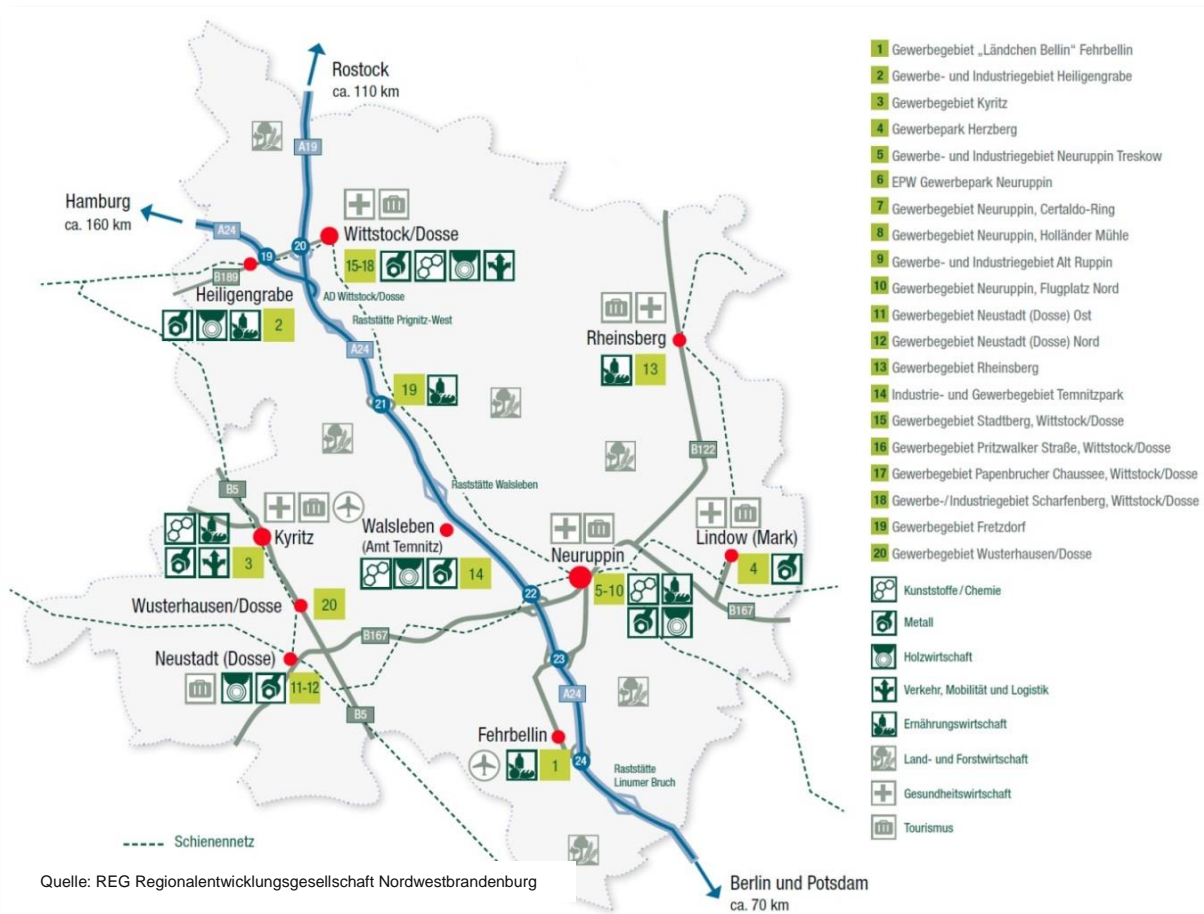 Rostock
ca. 110 km
A19
Hamburg
ca. 160 km
A24
19
20
Wittstock/Dosse
15-18
B189
Heiligengrabe
2
AD Wittstock/Dosse
Raststätte Prignitz-West
A24
19
21
Rheinsberg
13
B122
Raststätte Walsleben
B5
Kyritz
3
Walsleben
(Amt Temnitz)
14
Neuruppin
5-10
22
Lindow (Mark)
4
B167
Wusterhausen/Dosse
20
B167
Neustadt (Dosse)
11-12
B5
23
A24
Fehrbellin
1
24
Raststätte
Linumer Bruch
Schienennetz
Quelle: REG Regionalentwicklungsgesellschaft Nordwestbrandenburg
Berlin und Potsdam
ca. 70 km
1 Gewerbegebiet „Ländchen Bellin“ Fehrbellin
2 Gewerbe- und Industriegebiet Heiligengrabe
3 Gewerbegebiet Kyritz
4 Gewerbepark Herzberg
5 Gewerbe- und Industriegebiet Neuruppin Treskow
6 EPW Gewerbepark Neuruppin
7 Gewerbegebiet Neuruppin, Certaldo-Ring
8 Gewerbegebiet Neuruppin, Holländer Mühle
9 Gewerbe- und Industriegebiet Alt Ruppin
10 Gewerbegebiet Neuruppin, Flugplatz Nord
11 Gewerbegebiet Neustadt (Dosse) Ost
12 Gewerbegebiet Neustadt (Dosse) Nord
13 Gewerbegebiet Rheinsberg
14 Industrie- und Gewerbegebiet Temnitzpark
15 Gewerbegebiet Stadtberg, Wittstock/Dosse
16 Gewerbegebiet Pritzwalker Straße, Wittstock/Dosse
17 Gewerbegebiet Papenbrucher Chaussee, Wittstock/Dosse
18 Gewerbe-/Industriegebiet Scharfenberg, Wittstock/Dosse
19 Gewerbegebiet Fretzdorf
20 Gewerbegebiet Wusterhausen/Dosse
Kunststoffe/Chemie
Metall
Holzwirtschaft
Verkehr, Mobilität und Logistik
Ernährungswirtschaft
Land- und Forstwirtschaft
Gesundheitswirtschaft
Tourismus